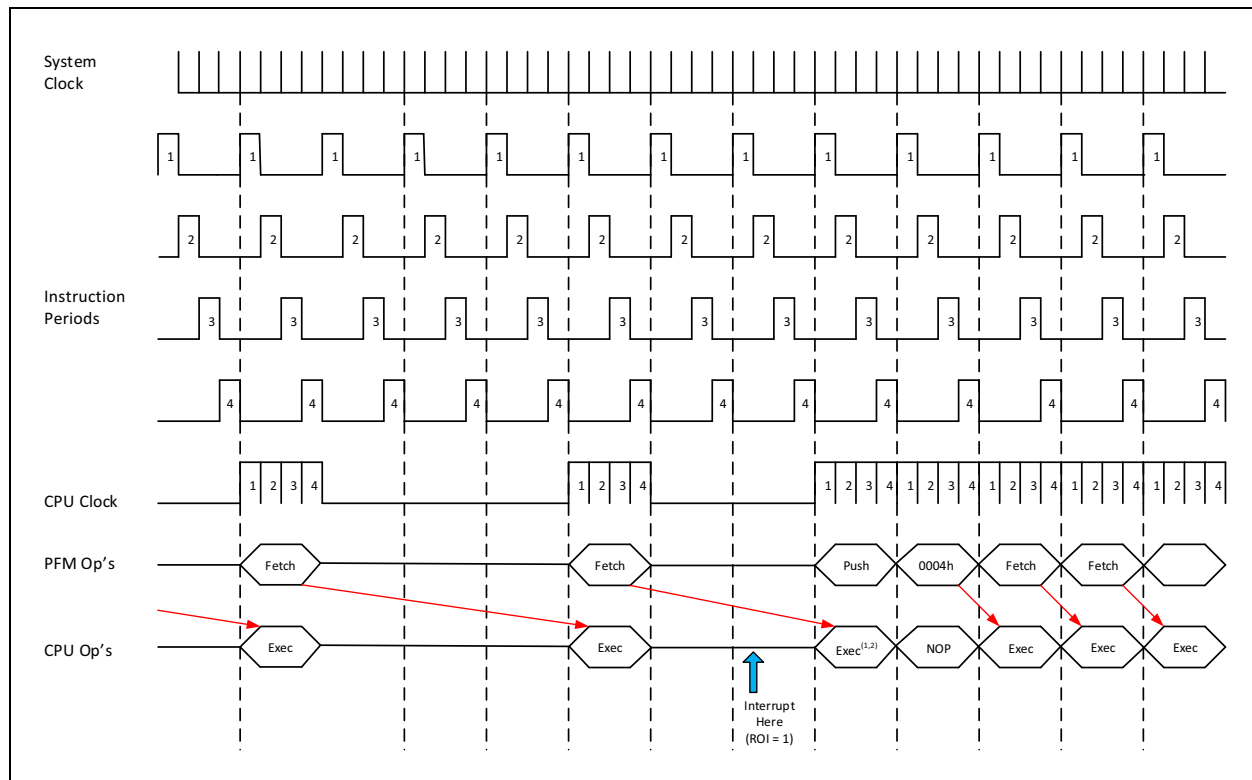 System
Clock
1 1 1 1 1 1 1 1 1 1 1 1 1
2 2 2 2 2 2 2 2 2 2 2 2 2
Instruction
Periods
3 3 3 3 3 3 3 3 3 3 3 3 3
4 4 4 4 4 4 4 4 4 4 4 4 4
CPU Clock
1 2 3 4 1 2 3 4 1 2 3 4 1 2 3 4 1 2 3 4 1 2 3 4 1 2 3 4
PFM Op’s
Fetch Fetch Push 0004h Fetch Fetch
CPU Op’s
Exec Exec Exec(1,2) NOP Exec Exec Exec
Interrupt
Here
(ROI = 1)